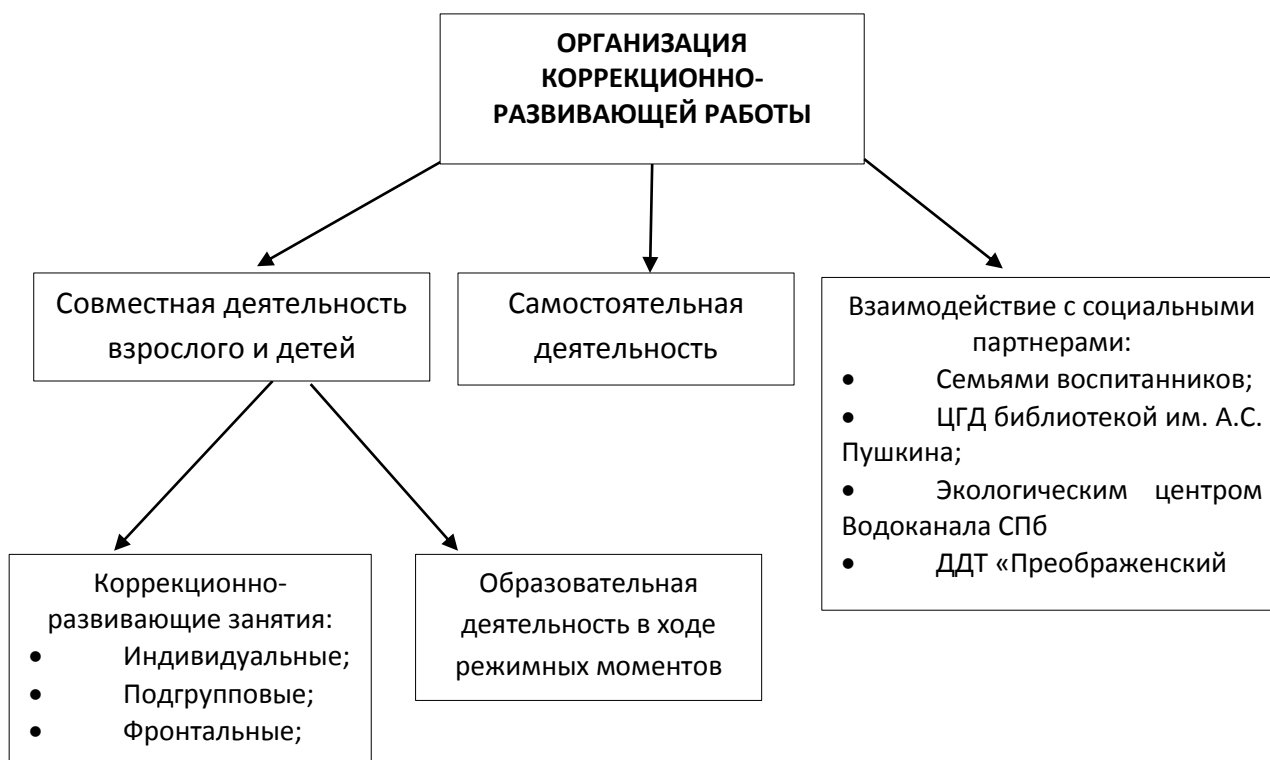 ОРГАНИЗАЦИЯ
КОРРЕКЦИОННО-
РАЗВИВАЮЩЕЙ РАБОТЫ
Совместная деятельность
взрослого и детей
Самостоятельная
деятельность
Взаимодействие с социальными
партнерами:
• Семьями воспитанников;
• ЦГД библиотекой им. А.С.
Пушкина;
• Экологическим центром
Водоканала СПб
• ДДТ «Преображенский
Коррекционно-
развивающие занятия:
• Индивидуальные;
• Подгрупповые;
• Фронтальные;
Образовательная
деятельность в ходе
режимных моментов